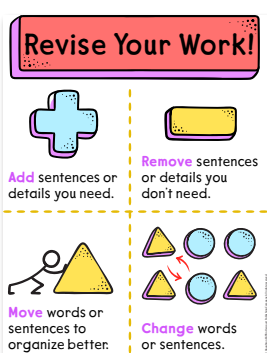 Revise Your Work!
Add sentences or
details you need.
Remove sentences
or details you
don't need.
Move words or
sentences to
organize better.
Change words
or sentences.